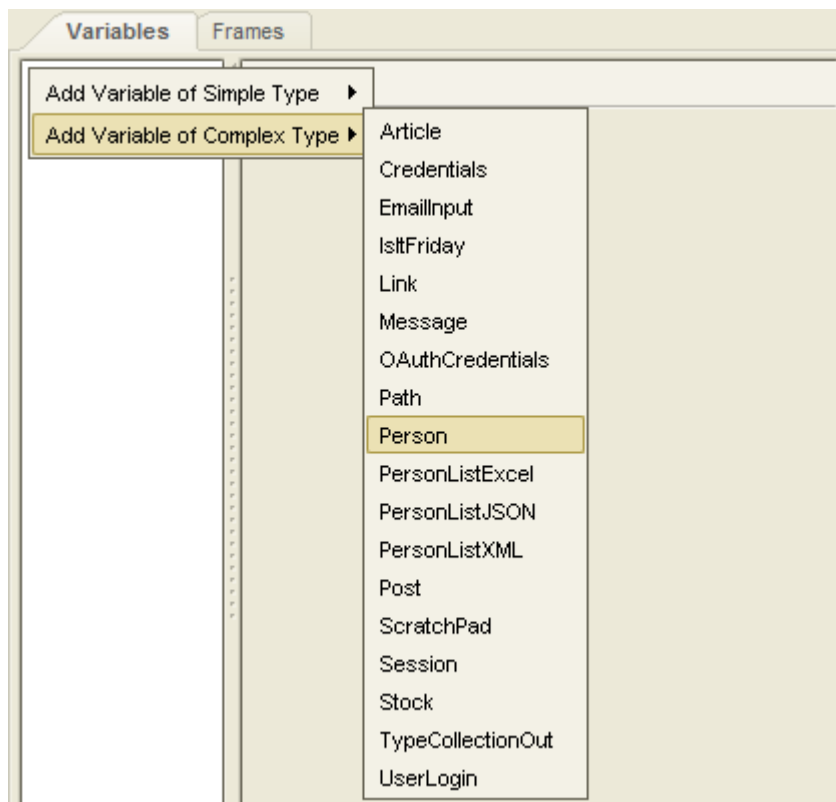 Variables Frames
Add Variable of Simple Type
Add Variable of Complex Type
Article
Credentials
EmailInput
IsItFriday
Link
Message
OAuthCredentials
Path
Person
PersonListExcel
PersonListJSON
PersonListXML
Post
ScratchPad
Session
Stock
TypeCollectionOut
UserLogin